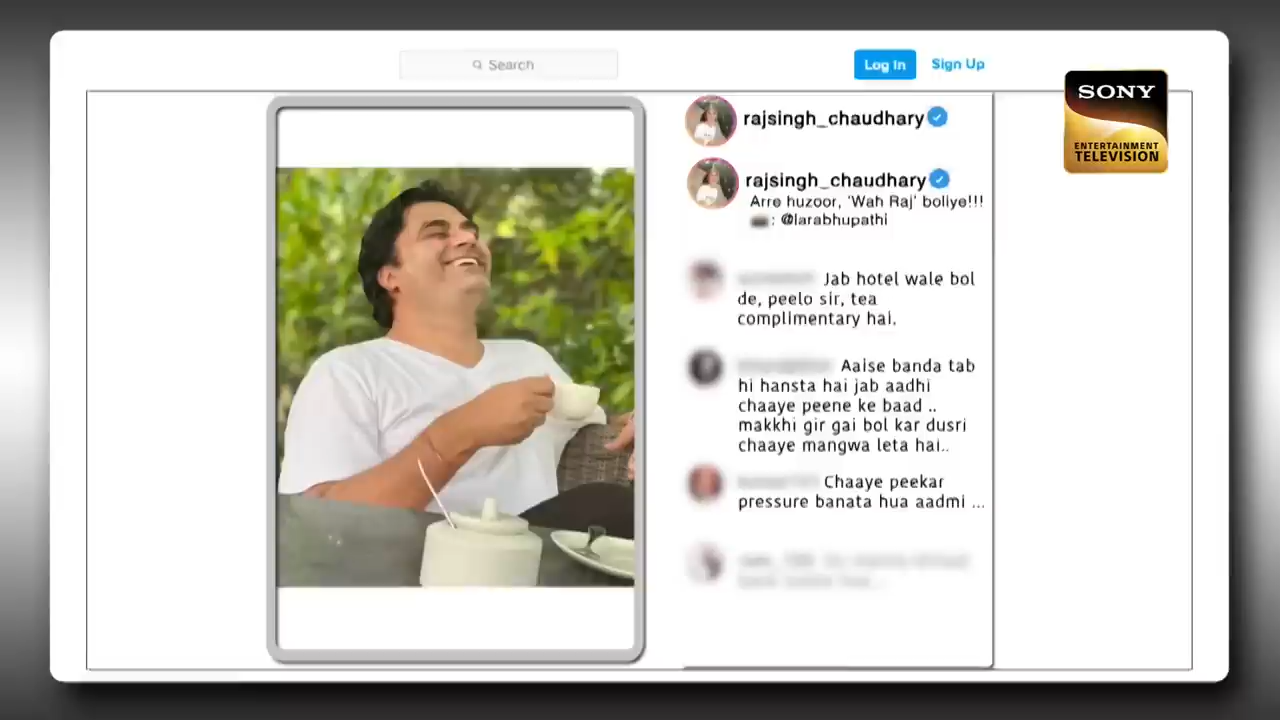 Search
Log In
Sign Up
SONY
ENTERTAINMENT
TELEVISION
rajsingh_chaudhary
rajsingh_chaudhary
Arre huzoor, 'Wah Raj' boliye!!!
: @larabhupathi
Jab hotel wale bol
de, peelo sir, tea
complimentary hai.
Aaise banda tab
hi hansta hai jab aadhi
chaaye peene ke baad ..
makkhi gir gai bol kar dusri
chaaye mangwa leta hai..
Chaaye peekar
pressure banata hua aadmi ...